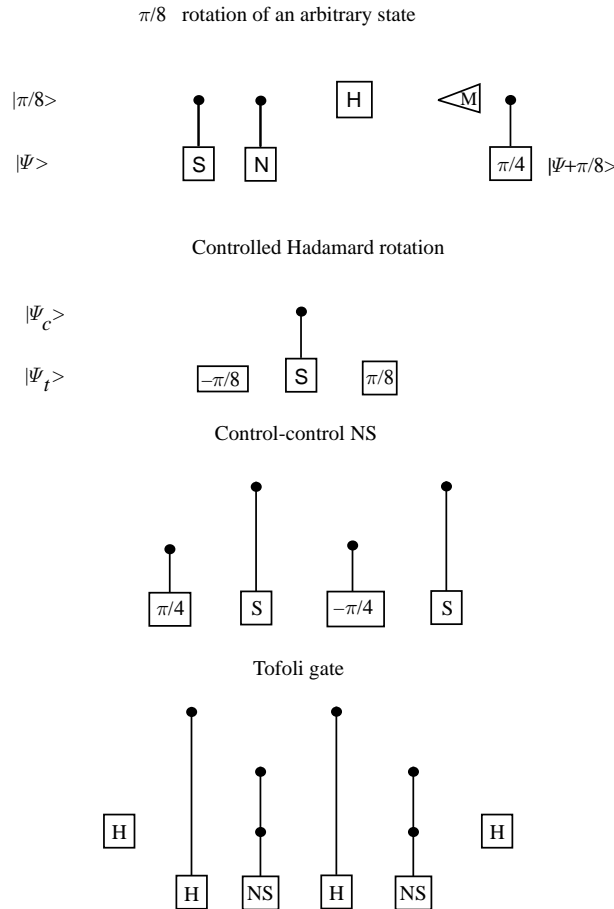 π/8 rotation of an arbitrary state
|π/8> H M
|Ψ> S N π/4 |Ψ+π/8>
Controlled Hadamard rotation
|Ψc>
|Ψt> −π/8 S π/8
Control-control NS
π/4 S −π/4 S
Tofoli gate
H H
H NS H NS